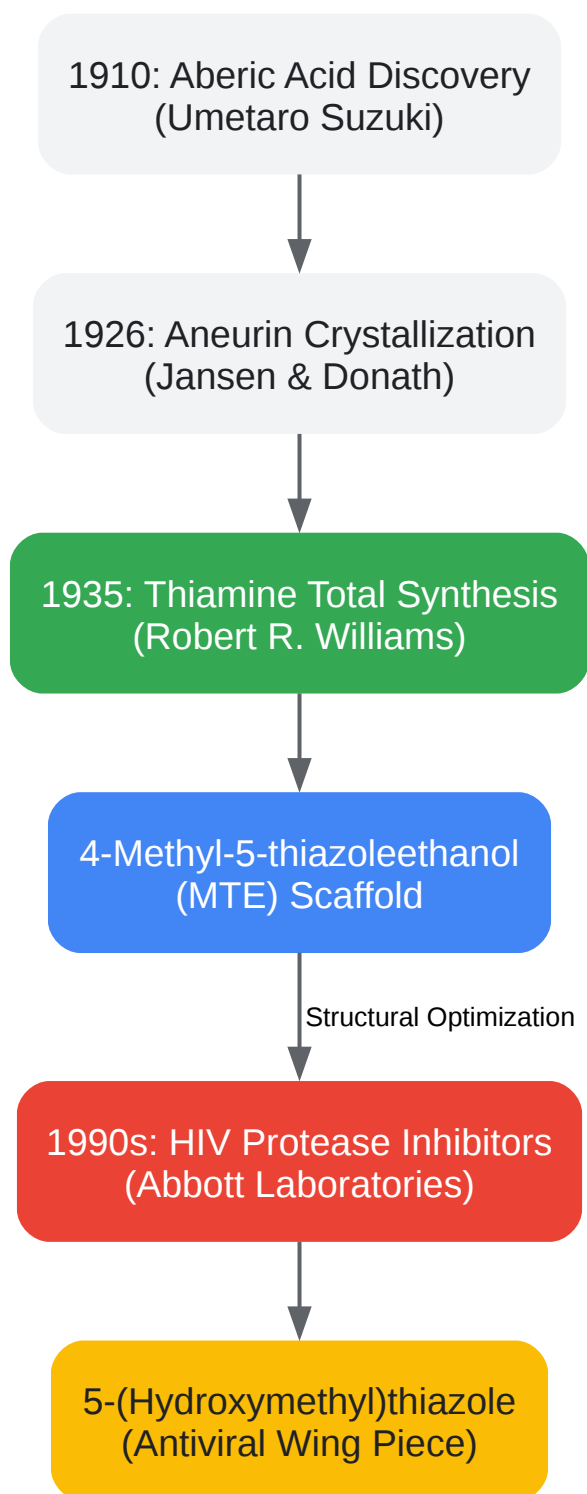 1910: Aberic Acid Discovery
(Umetaro Suzuki)
1926: Aneurin Crystallization
(Jansen & Donath)
1935: Thiamine Total Synthesis
(Robert R. Williams)
4-Methyl-5-thiazoleethanol
(MTE) Scaffold
Structural Optimization
1990s: HIV Protease Inhibitors
(Abbott Laboratories)
5-(Hydroxymethyl)thiazole
(Antiviral Wing Piece)